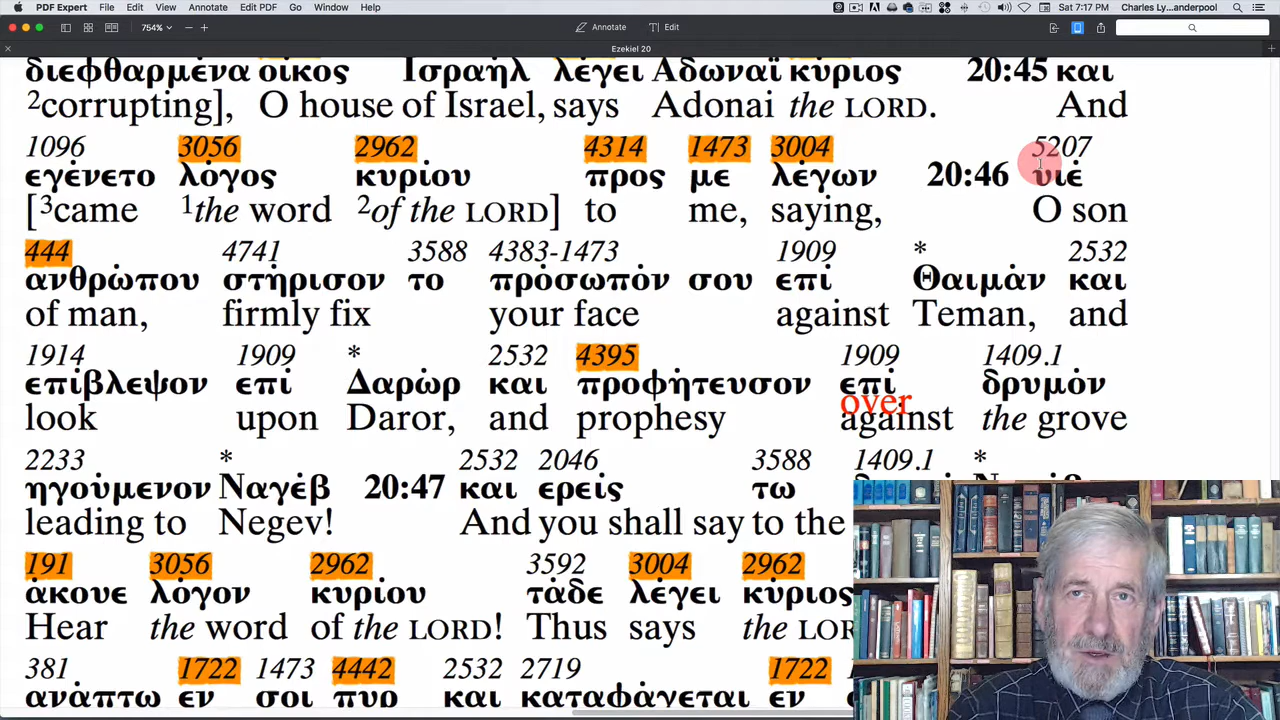 PDF Expert File Edit View Annotate Edit PDF Go Window Help Sat 7:17 PM Charles Ly...anderpool
754% Annotate Edit
Ezekiel 20
διεφθαρμένα οίκος Ισραήλ λέγει Αδωναϊ κύριος 20:45 και
2corrupting], O house of Israel, says Adonai the LORD. And
1096 3056 2962 4314 1473 3004 5207
εγένετο λόγος κυρίου προς με λέγων 20:46 υιέ
[3came 1the word 2of the LORD] to me, saying, O son
444 4741 3588 4383-1473 1909 * 2532
ανθρώπου στήρισον το πρόσωπόν σου επί Θαιμάν και
of man, firmly fix your face against Teman, and
1914 1909 * 2532 4395 1909 1409.1
επίβλεψον επί Δαρώρ και προφήτευσον επί δρυμόν
over
look upon Daror, and prophesy against the grove
2233 * 2532 2046 3588 1409.1 *
ηγούμενον Ναγέβ 20:47 και ερείς τω
leading to Negev! And you shall say to the
191 3056 2962 3592 3004 2962
άκουε λόγον κυρίου τάδε λέγει κύριος
Hear the word of the LORD! Thus says the LOR
381 1722 1473 4442 2532 2719 1722
ανάπτω εν σοι πυρ και καταφάγεται εν